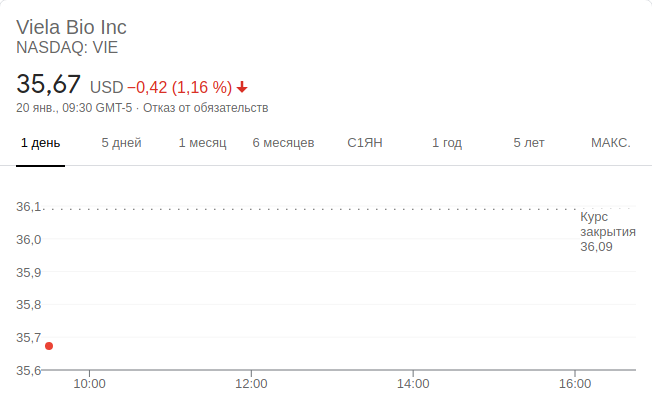 Viela Bio Inc
NASDAQ: VIE
35,67 USD −0,42 (1,16 %)
20 янв., 09:30 GMT-5 · Отказ от обязательств
1 день 5 дней 1 месяц 6 месяцев С1ЯН 1 год 5 лет МАКС.
36,1
Курс
закрытия
36,09
36,0
35,9
35,8
35,7
35,6
10:00 12:00 14:00 16:00